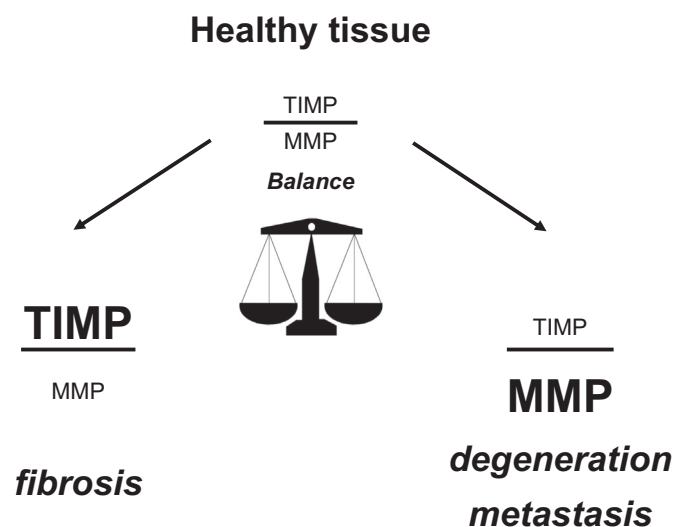 Healthy tissue
TIMP
MMP
Balance
TIMP
MMP
fibrosis
TIMP
MMP
degeneration
metastasis